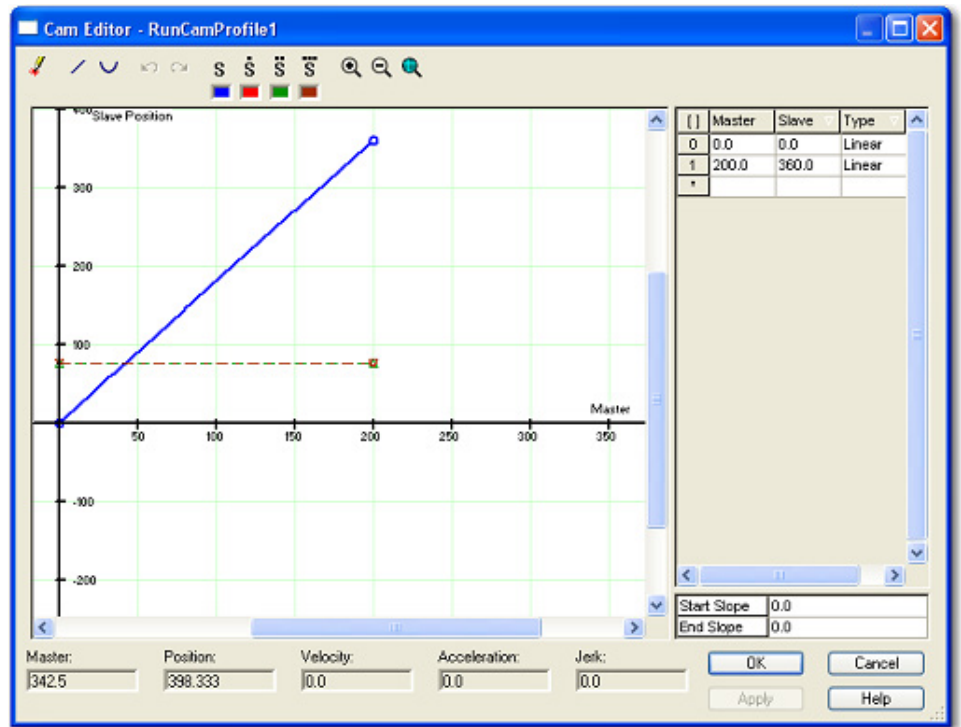 Cam Editor - RunCamProfile1
S Ṡ S̈ S⃛
400 Slave Position
300
200
100
-100
-200
50 100 150 200 250 300 350
Master
[ ] Master Slave Type
0 0.0 0.0 Linear
1 200.0 360.0 Linear
*
Start Slope 0.0
End Slope 0.0
Master: Position: Velocity: Acceleration: Jerk:
342.5 398.333 0.0 0.0 0.0
OK Cancel
Apply Help